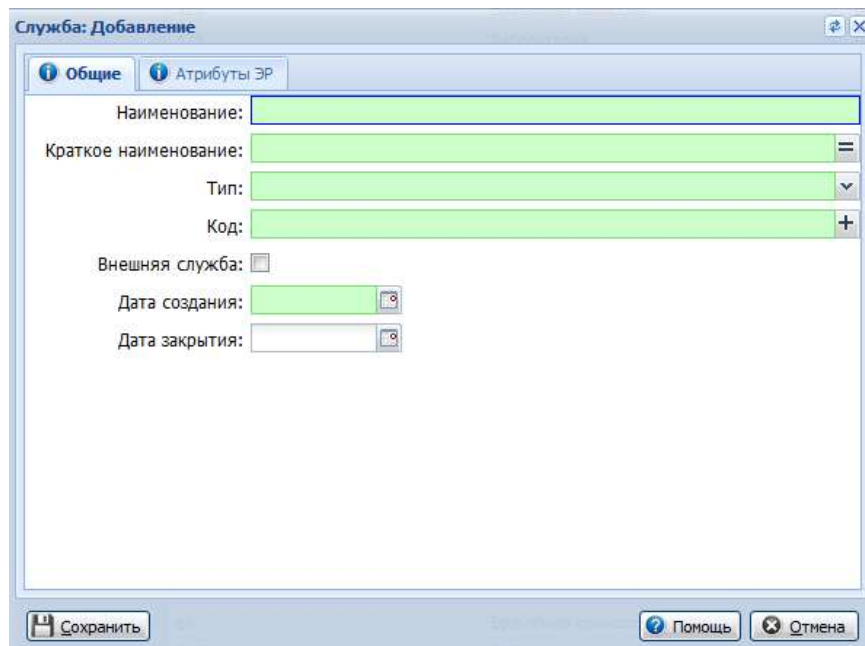 Служба: Добавление
Общие
Атрибуты ЭР
Наименование:
Краткое наименование:
Тип:
Код:
Внешняя служба:
Дата создания:
Дата закрытия:
Сохранить
Помощь
Отмена